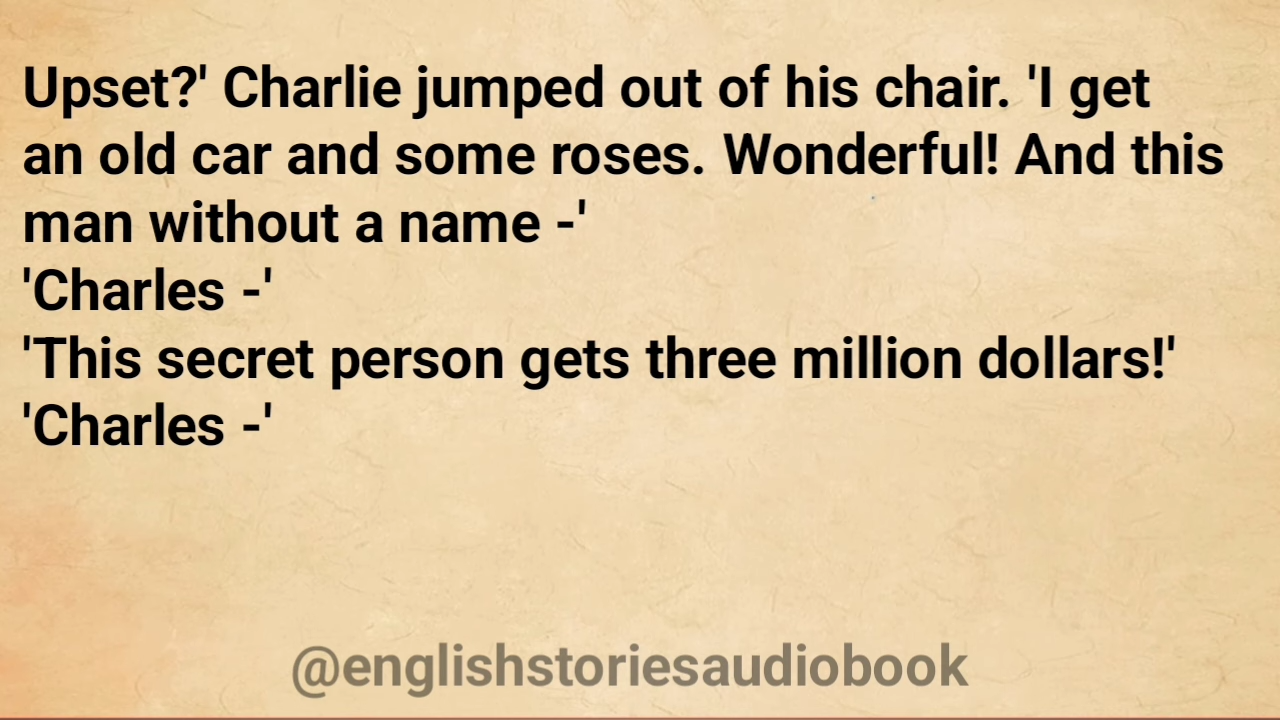 Upset?' Charlie jumped out of his chair. 'I get
an old car and some roses. Wonderful! And this
man without a name -'
'Charles -'
'This secret person gets three million dollars!'
'Charles -'
@englishstoriesaudiobook